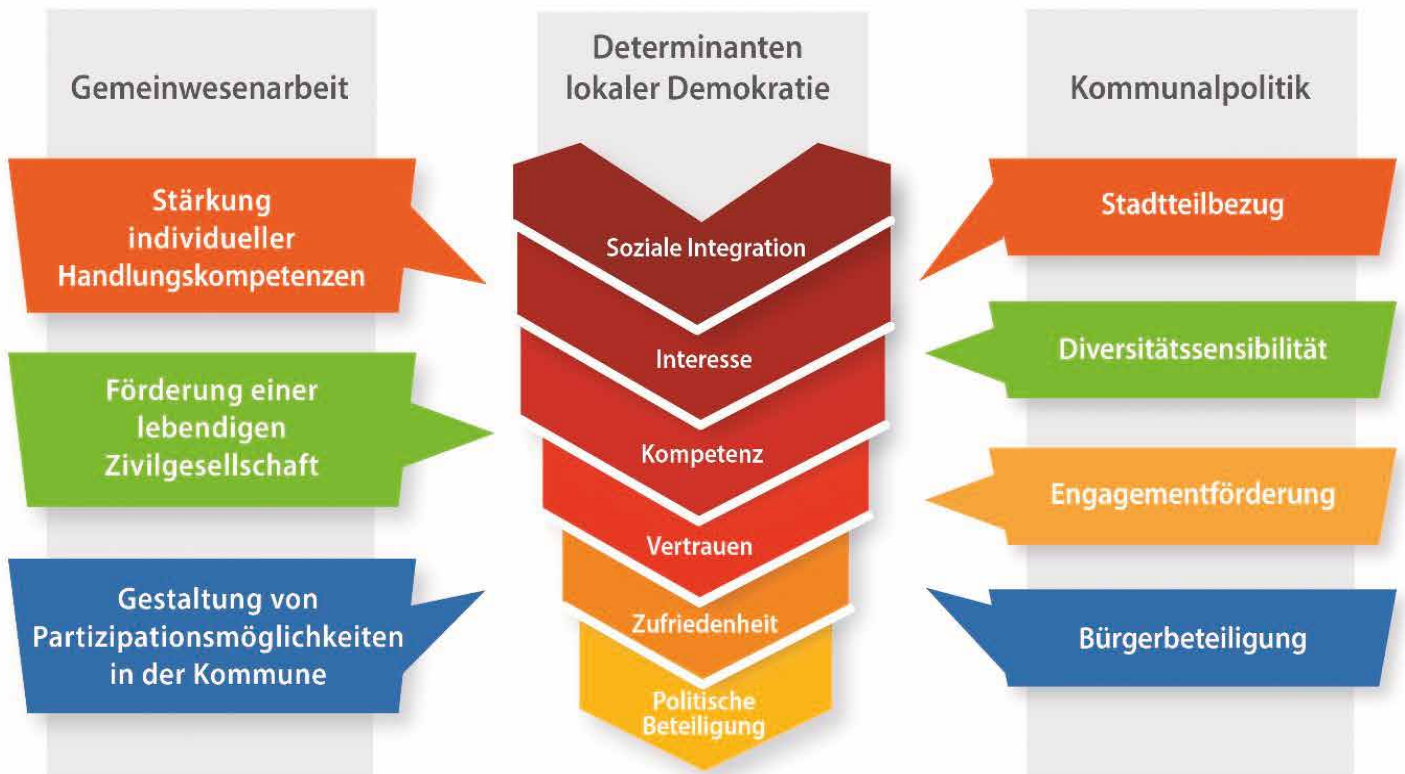 Gemeinwesenarbeit
Stärkung
individueller
Handlungskompetenzen
Förderung einer
lebendigen
Zivilgesellschaft
Gestaltung von
Partizipationsmöglichkeiten
in der Kommune
Determinanten
lokaler Demokratie
Soziale Integration
Interesse
Kompetenz
Vertrauen
Zufriedenheit
Politische
Beteiligung
Kommunalpolitik
Stadtteilbezug
Diversitätssensibilität
Engagementförderung
Bürgerbeteiligung